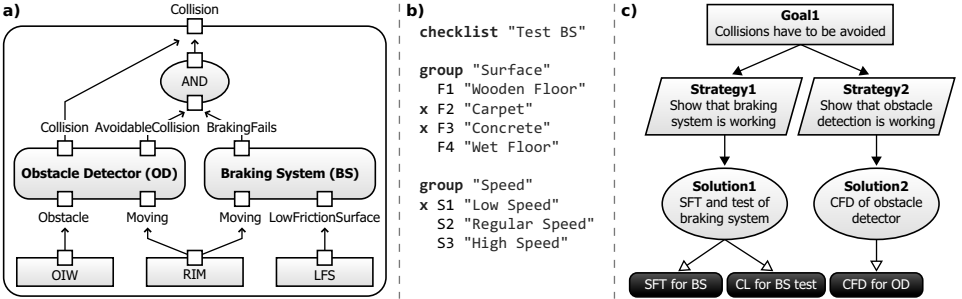 a)
Collision
AND
Collision
AvoidableCollision
BrakingFails
Obstacle Detector (OD)
Braking System (BS)
Obstacle
Moving
Moving
LowFrictionSurface
OIW
RIM
LFS
b)
checklist "Test BS"
group "Surface"
F1 "Wooden Floor"
x F2 "Carpet"
x F3 "Concrete"
F4 "Wet Floor"
group "Speed"
x S1 "Low Speed"
S2 "Regular Speed"
S3 "High Speed"
c)
Goal1
Collisions have to be avoided
Strategy1
Show that braking
system is working
Strategy2
Show that obstacle
detection is working
Solution1
SFT and test of
braking system
Solution2
CFD of obstacle
detector
SFT for BS
CL for BS test
CFD for OD